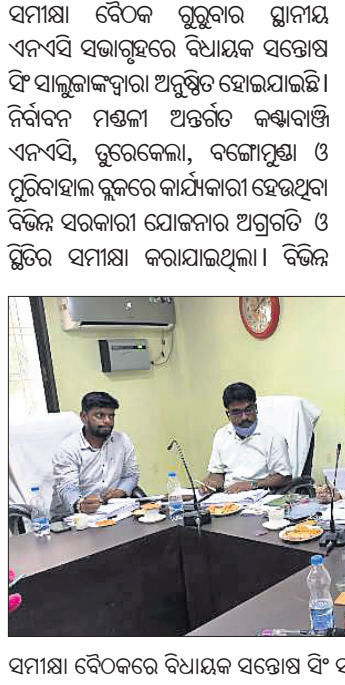 ସମୀକ୍ଷା ବୈଠକ ଗୁରୁବାର ସ୍ଥାନୀୟ
ଏନଏସି ସଭାଗୃହରେ ବିଧାୟକ ସନ୍ତୋଷ
ସିଂ ସାଲୁଜାଙ୍କଦ୍ୱାରା ଅନୁଷ୍ଠିତ ହୋଇଯାଇଛି।
ନିର୍ବାଚନ ମଣ୍ଡଳୀ ଅନ୍ତର୍ଗତ କଣ୍ଟାବାଞ୍ଜି
ଏନଏସି, ତୁରେକେଲା, ବଙ୍ଗୋମୁଣ୍ଡା ଓ
ମୁରିବାହାଲ ବ୍ଲକରେ କାର୍ଯ୍ୟକାରୀ ହେଉଥିବା
ବିଭିନ୍ନ ସରକାରୀ ଯୋଜନାର ଅଗ୍ରଗତି ଓ
ସ୍ଥିତିର ସମୀକ୍ଷା କରାଯାଇଥିଲା। ବିଭିନ୍ନ
ସମୀକ୍ଷା ବୈଠକରେ ବିଧାୟକ ସନ୍ତୋଷ ସିଂ